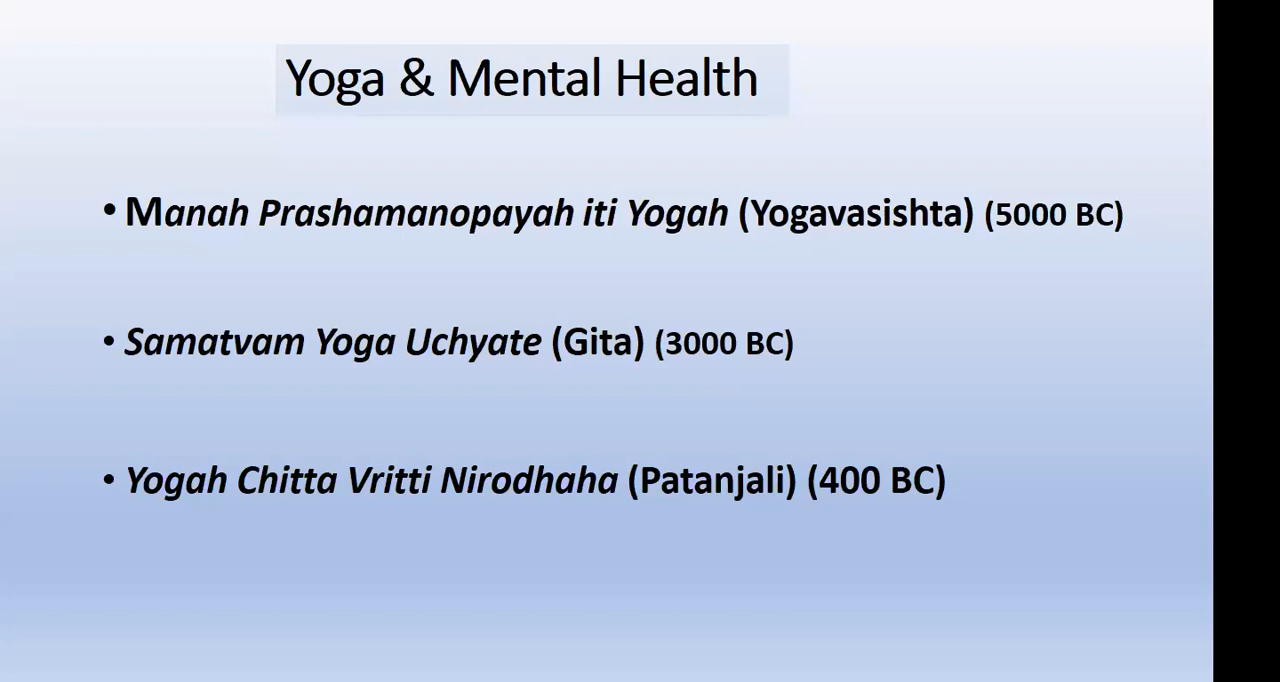 Yoga & Mental Health
• Manah Prashamanopayah iti Yogah (Yogavasishta) (5000 BC)
• Samatvam Yoga Uchyate (Gita) (3000 BC)
• Yogah Chitta Vritti Nirodhaha (Patanjali) (400 BC)